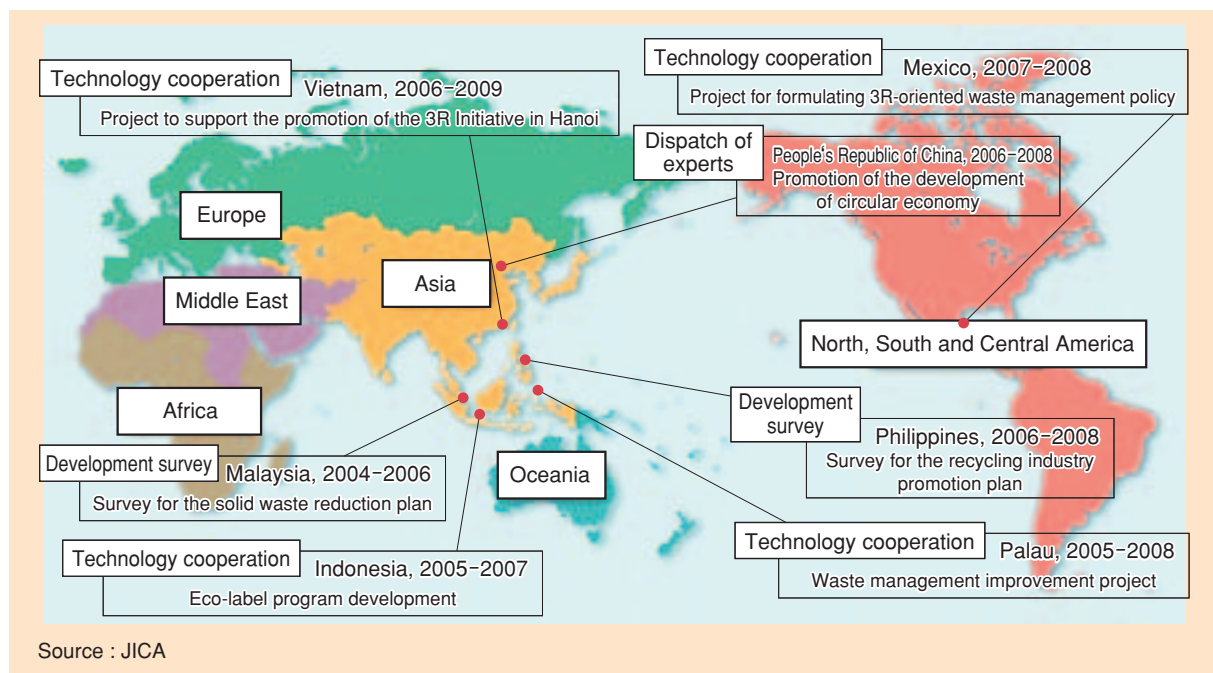 Technology cooperation
Vietnam, 2006–2009
Project to support the promotion of the 3R Initiative in Hanoi
Technology cooperation
Mexico, 2007–2008
Project for formulating 3R-oriented waste management policy
Dispatch of
experts
People‘s Republic of China, 2006–2008
Promotion of the development
of circular economy
Europe
Asia
Middle East
North, South and Central America
Africa
Oceania
Development
survey
Philippines, 2006–2008
Survey for the recycling industry
promotion plan
Development survey
Malaysia, 2004–2006
Survey for the solid waste reduction plan
Technology cooperation
Palau, 2005–2008
Waste management improvement project
Technology cooperation
Indonesia, 2005–2007
Eco-label program development
Source : JICA